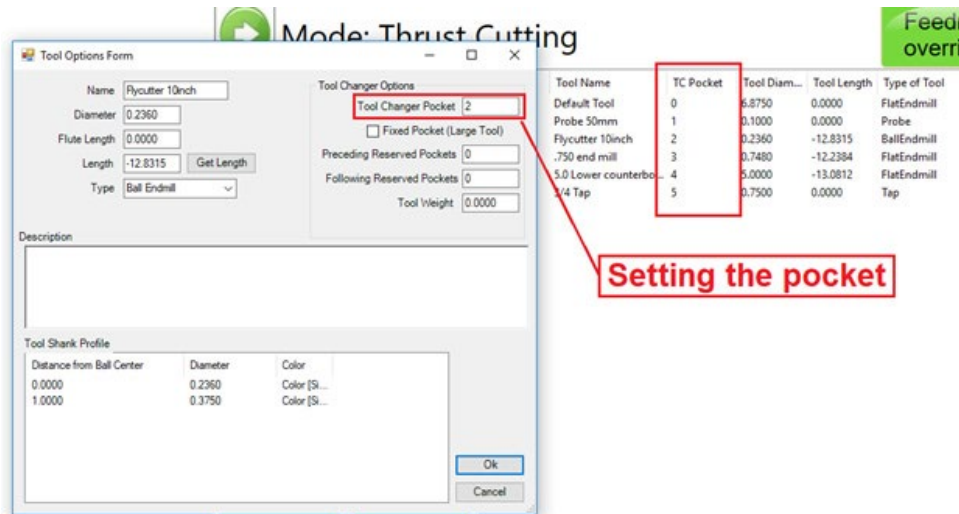 Mode: Thrust Cutting
Tool Options Form
Name Flycutter 10inch
Diameter 0.2360
Flute Length 0.0000
Length -12.8315 Get Length
Type Ball Endmill
Tool Changer Options
Tool Changer Pocket 2
Fixed Pocket (Large Tool)
Preceding Reserved Pockets 0
Following Reserved Pockets 0
Tool Weight 0.0000
Description
Tool Shank Profile
Distance from Ball Center Diameter Color
0.0000 0.2360 Color [Si...
1.0000 0.3750 Color [Si...
Ok
Cancel
Tool Name TC Pocket Tool Diam... Tool Length Type of Tool
Default Tool 0 6.8750 0.0000 FlatEndmill
Probe 50mm 1 0.1000 0.0000 Probe
Flycutter 10inch 2 0.2360 -12.8315 BallEndmill
.750 end mill 3 0.7480 -12.2384 FlatEndmill
5.0 Lower counterbo... 4 5.0000 -13.0812 FlatEndmill
/4 Tap 5 0.7500 0.0000 Tap
Setting the pocket